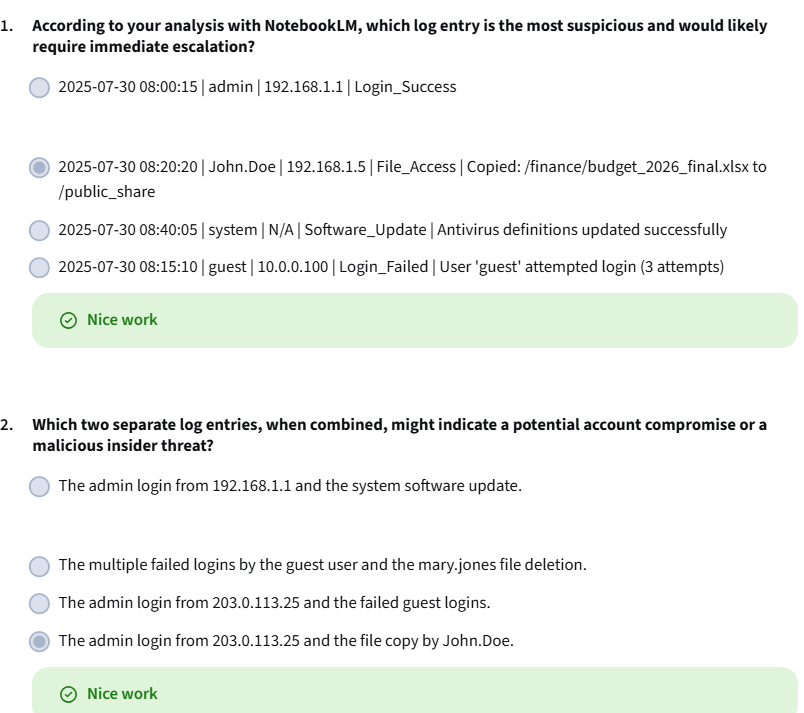 1. According to your analysis with NotebookLM, which log entry is the most suspicious and would likely
require immediate escalation?
2025-07-30 08:00:15 | admin | 192.168.1.1 | Login_Success
2025-07-30 08:20:20 | John.Doe | 192.168.1.5 | File_Access | Copied: /finance/budget_2026_final.xlsx to
/public_share
2025-07-30 08:40:05 | system | N/A | Software_Update | Antivirus definitions updated successfully
2025-07-30 08:15:10 | guest | 10.0.0.100 | Login_Failed | User 'guest' attempted login (3 attempts)
Nice work
2. Which two separate log entries, when combined, might indicate a potential account compromise or a
malicious insider threat?
The admin login from 192.168.1.1 and the system software update.
The multiple failed logins by the guest user and the mary.jones file deletion.
The admin login from 203.0.113.25 and the failed guest logins.
The admin login from 203.0.113.25 and the file copy by John.Doe.
Nice work